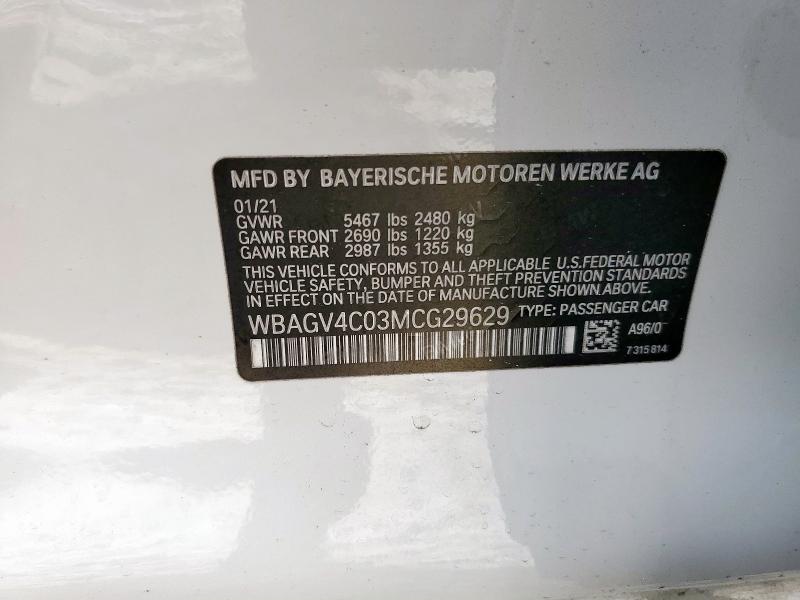 MFD BY BAYERISCHE MOTOREN WERKE AG
01/21
GVWR 5467 lbs 2480 kg
GAWR FRONT 2690 lbs 1220 kg
GAWR REAR 2987 lbs 1355 kg
THIS VEHICLE CONFORMS TO ALL APPLICABLE U.S.FEDERAL MOTOR
VEHICLE SAFETY, BUMPER AND THEFT PREVENTION STANDARDS
IN EFFECT ON THE DATE OF MANUFACTURE SHOWN ABOVE.
WBAGV4C03MCG29629 TYPE: PASSENGER CAR
A96/0
7315814